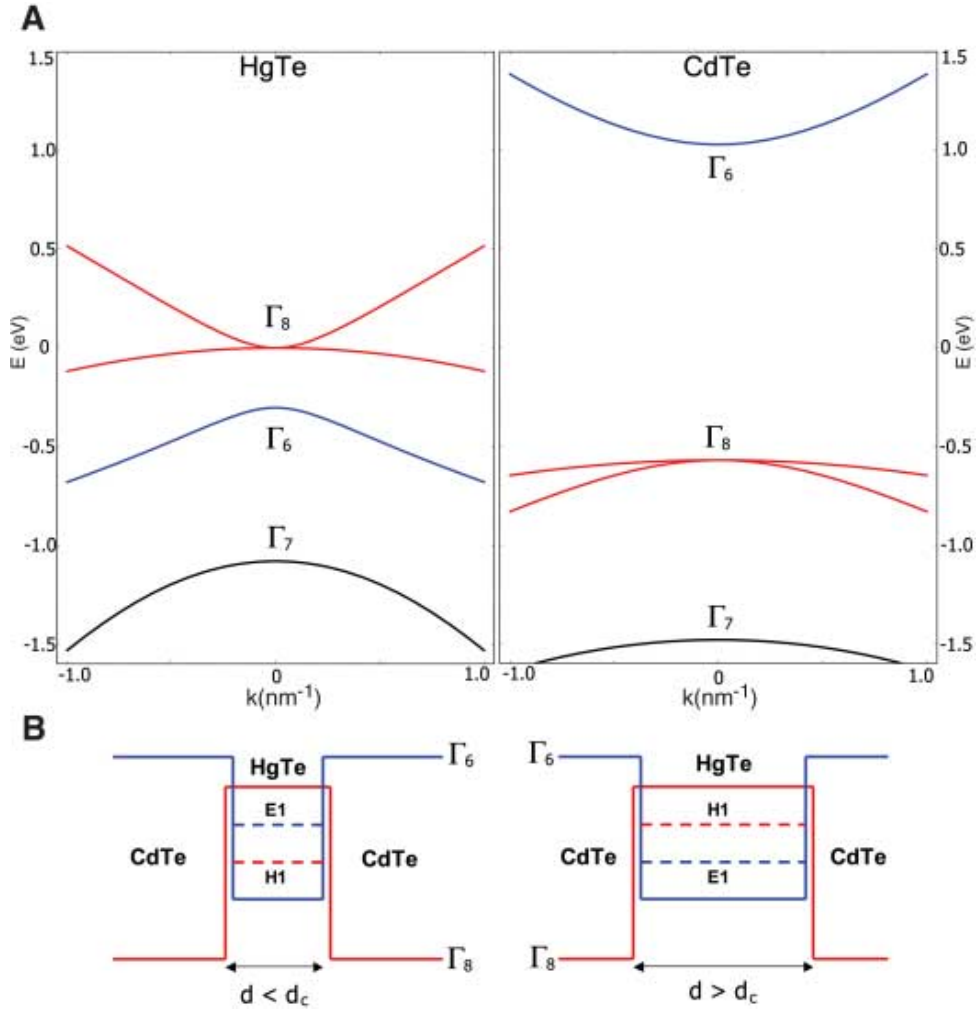 A
HgTe
CdTe
1.5
1.0
0.5
0
-0.5
-1.0
-1.5
E (eV)
Γ8
Γ6
Γ7
-1.0
0
1.0
k(nm⁻¹)
Γ6
Γ8
Γ7
-1.0
0
1.0
k(nm⁻¹)
1.5
1.0
0.5
0
-0.5
-1.0
-1.5
E (eV)
B
HgTe
Γ6
E1
CdTe
H1
CdTe
Γ8
d < dc
Γ6
HgTe
H1
CdTe
E1
CdTe
Γ8
d > dc